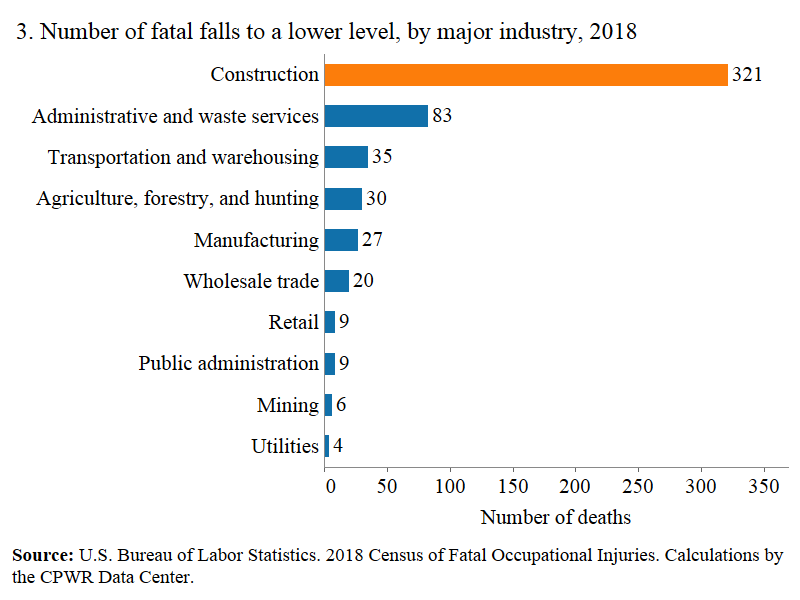 3. Number of fatal falls to a lower level, by major industry, 2018
Construction 321
Administrative and waste services 83
Transportation and warehousing 35
Agriculture, forestry, and hunting 30
Manufacturing 27
Wholesale trade 20
Retail 9
Public administration 9
Mining 6
Utilities 4
0 50 100 150 200 250 300 350
Number of deaths
Source: U.S. Bureau of Labor Statistics. 2018 Census of Fatal Occupational Injuries. Calculations by
the CPWR Data Center.